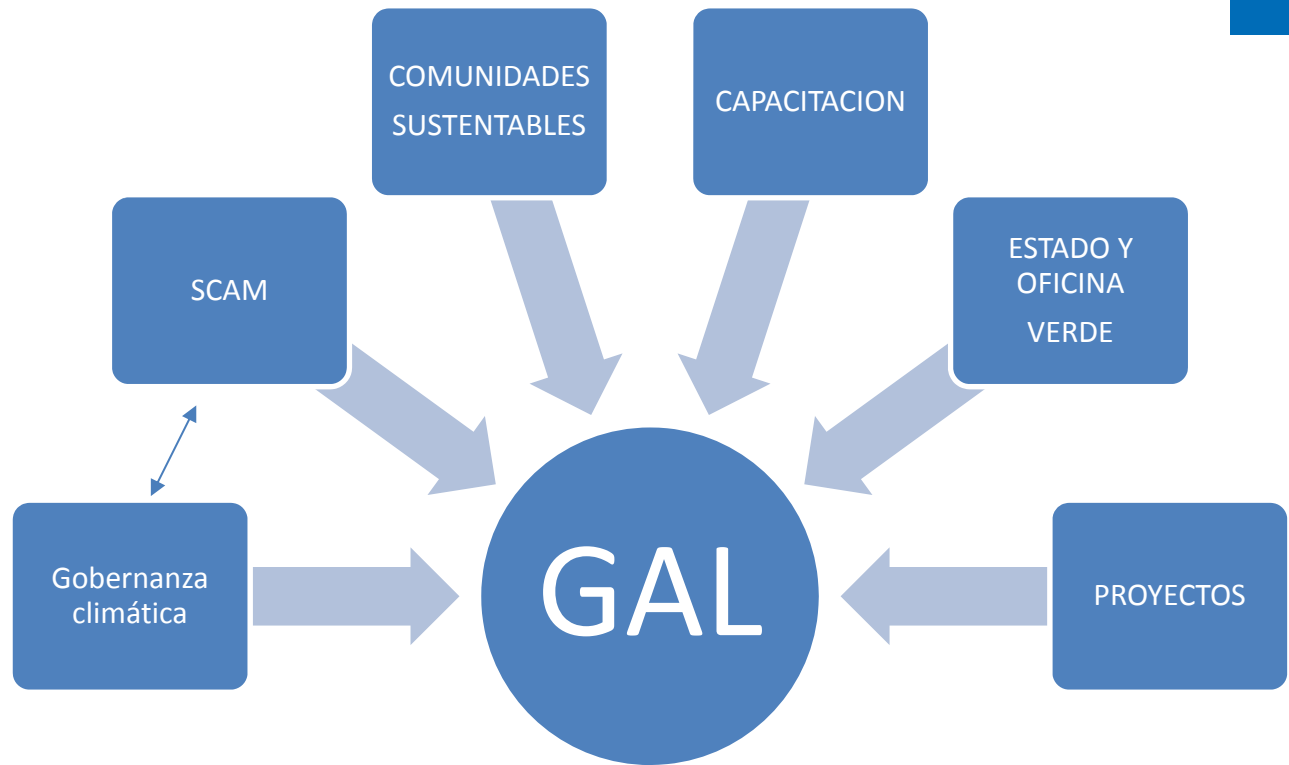 COMUNIDADES
SUSTENTABLES
CAPACITACION
SCAM
ESTADO Y
OFICINA
VERDE
Gobernanza
climática
GAL
PROYECTOS